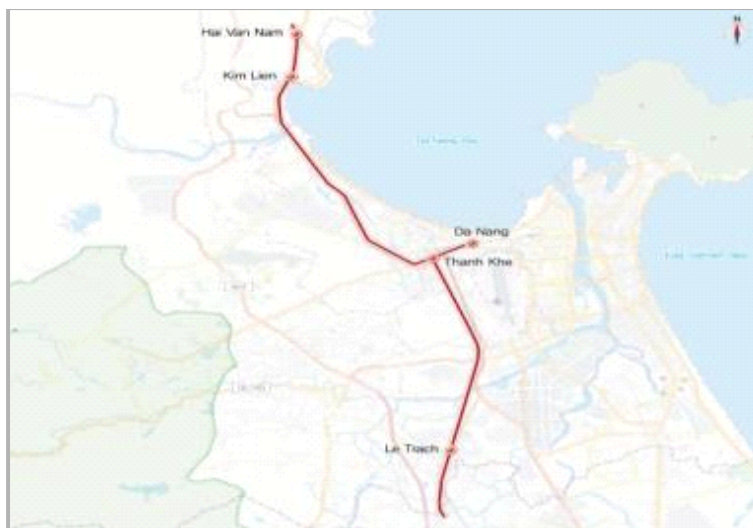 N
Hai Van Nam
Kim Lien
Da Nang
Thanh Khe
Le Trach